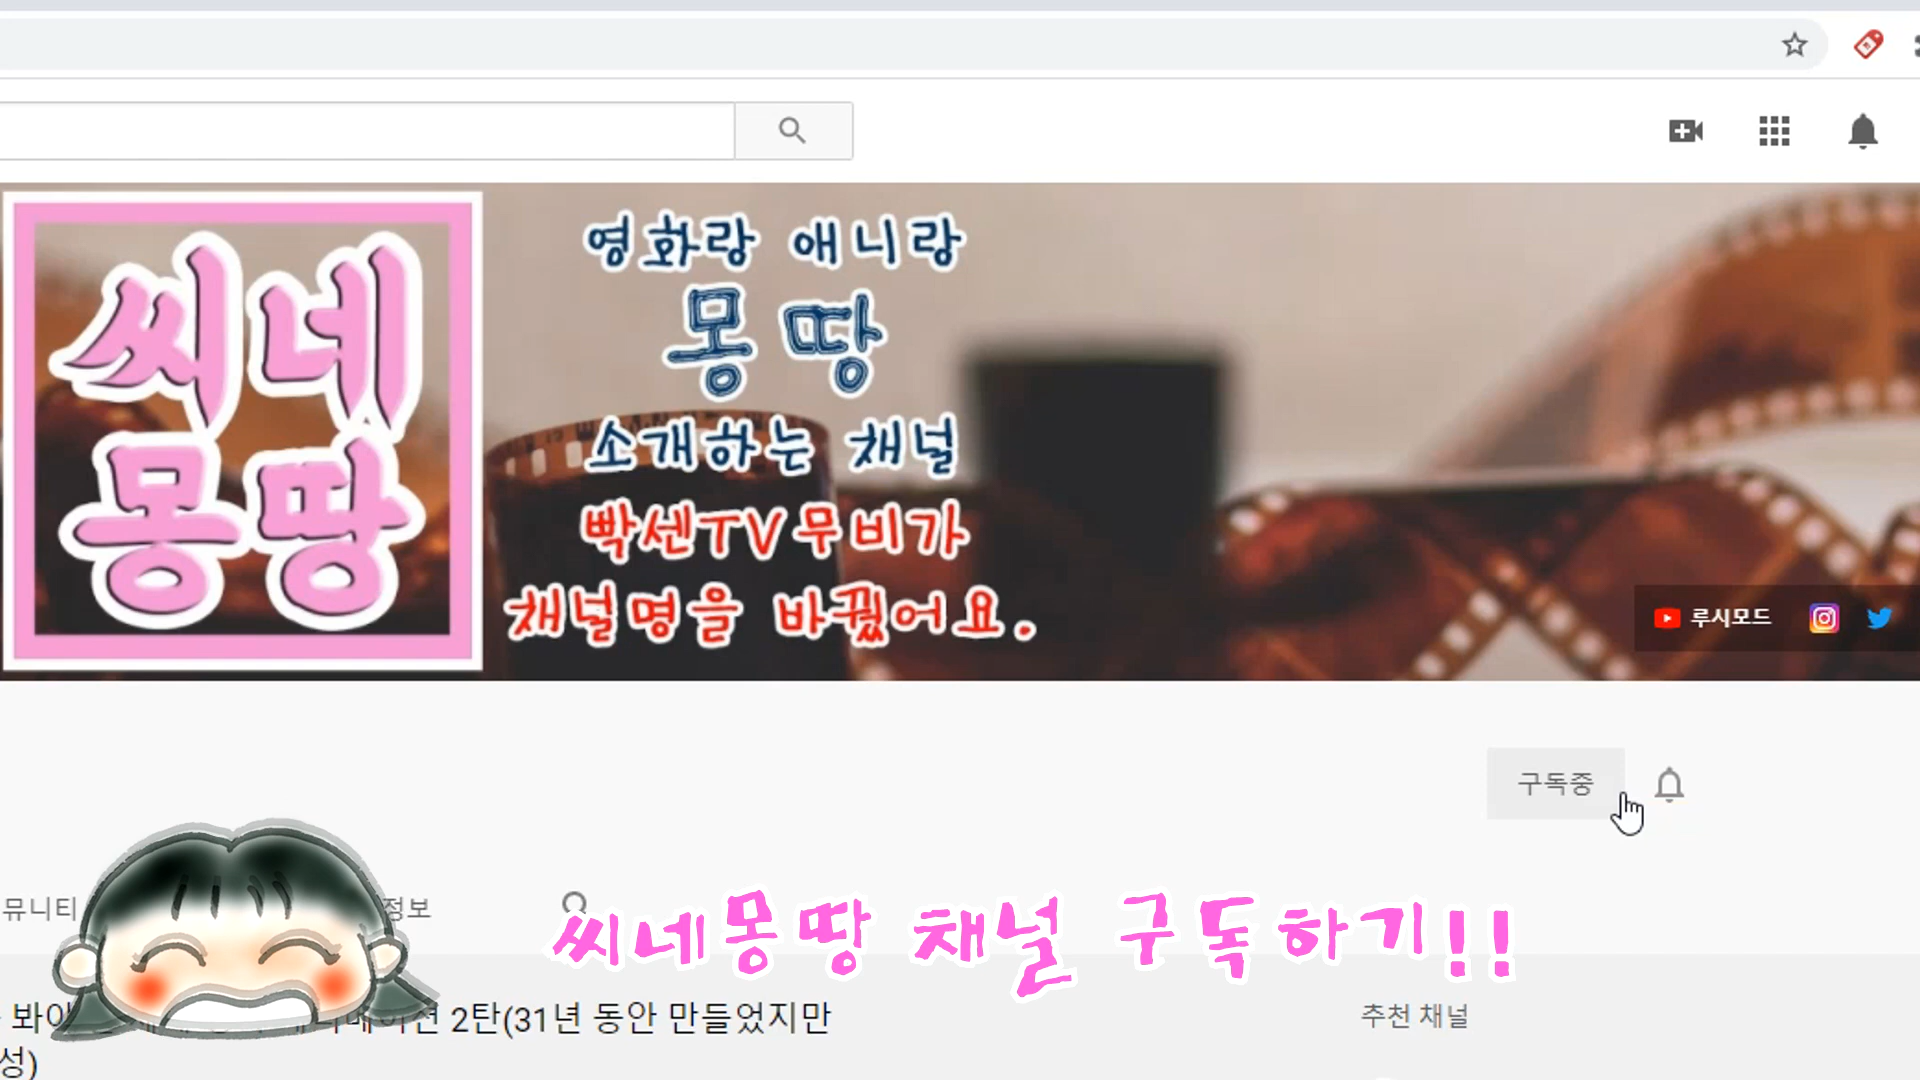 씨네
몽땅
영화랑 애니랑
몽땅
소개하는 채널
빡센TV무비가
채널명을 바꿨어요.
루시모드
구독중
뮤니티
정보
씨네몽땅 채널 구독하기!!
2탄(31년 동안 만들었지만
성)
추천 채널